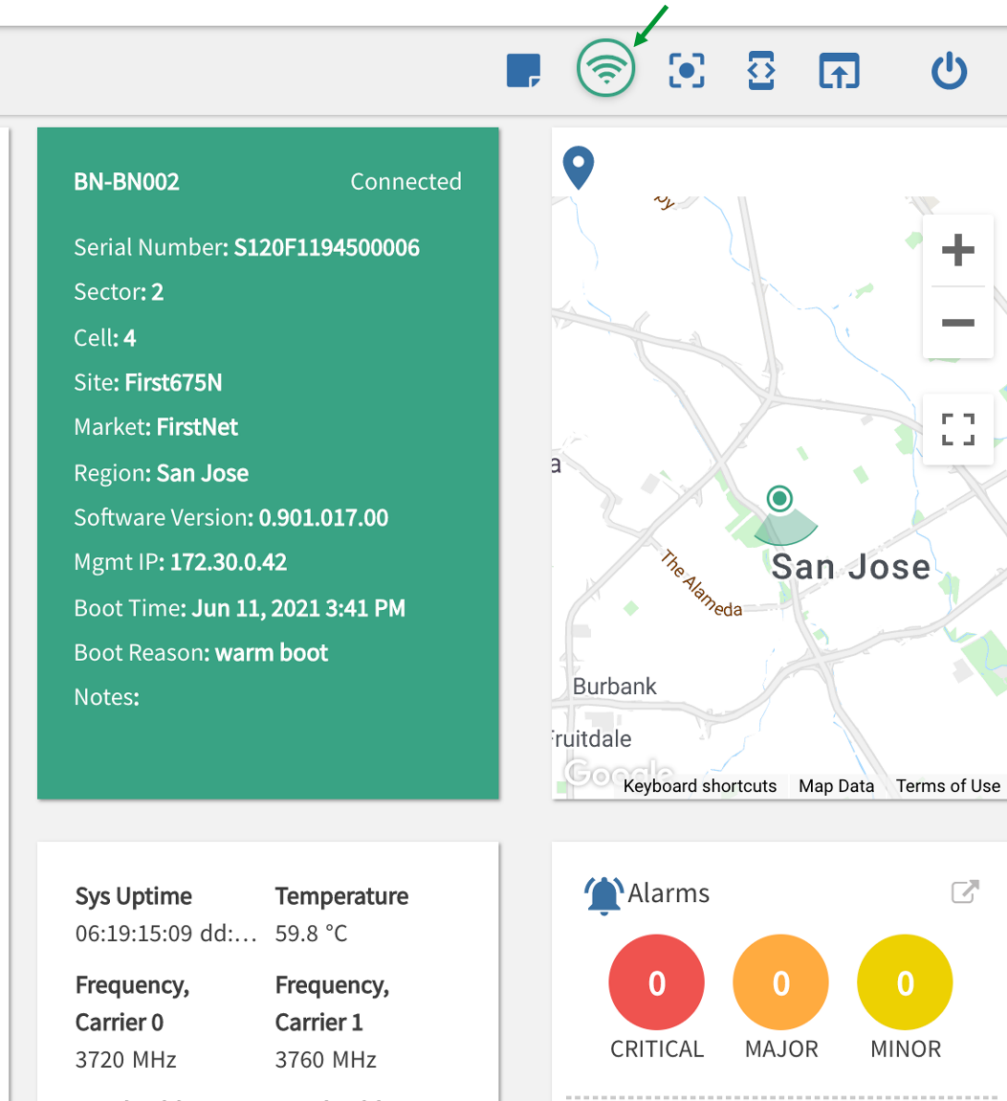 BN-BN002
Connected
Serial Number: S120F1194500006
Sector: 2
Cell: 4
Site: First675N
Market: FirstNet
Region: San Jose
Software Version: 0.901.017.00
Mgmt IP: 172.30.0.42
Boot Time: Jun 11, 2021 3:41 PM
Boot Reason: warm boot
Notes:
py
a
San Jose
The Alameda
Burbank
Fruitdale
Google
Keyboard shortcuts
Map Data
Terms of Use
Sys Uptime
Temperature
06:19:15:09 dd:...
59.8 °C
Frequency,
Carrier 0
Frequency,
Carrier 1
3720 MHz
3760 MHz
Alarms
0
0
0
CRITICAL
MAJOR
MINOR